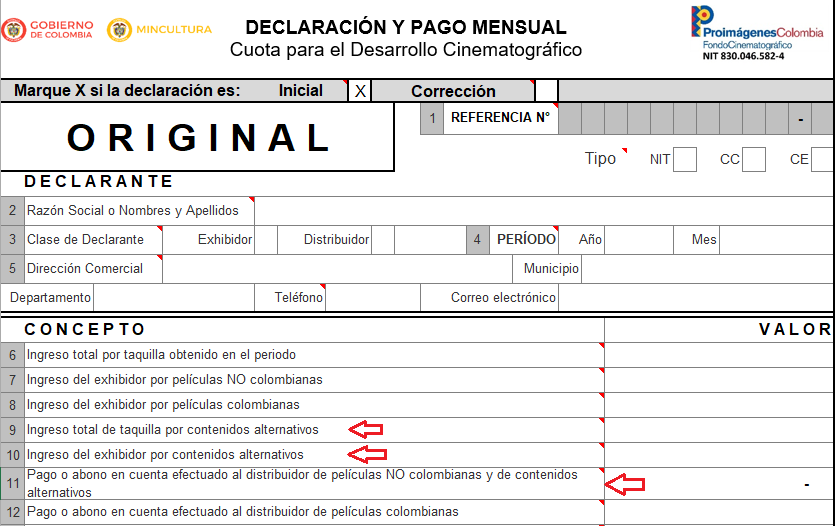 GOBIERNO
DE COLOMBIA
MINCULTURA
DECLARACIÓN Y PAGO MENSUAL
Cuota para el Desarrollo Cinematográfico
ProimágenesColombia
FondoCinematográfico
NIT 830.046.582-4
Marque X si la declaración es: Inicial X Corrección
ORIGINAL
1 REFERENCIA N° -
Tipo NIT CC CE
DECLARANTE
2 Razón Social o Nombres y Apellidos
3 Clase de Declarante Exhibidor Distribuidor 4 PERÍODO Año Mes
5 Dirección Comercial Municipio
Departamento Teléfono Correo electrónico
CONCEPTO VALOR
6 Ingreso total por taquilla obtenido en el periodo
7 Ingreso del exhibidor por películas NO colombianas
8 Ingreso del exhibidor por películas colombianas
9 Ingreso total de taquilla por contenidos alternativos
10 Ingreso del exhibidor por contenidos alternativos
11 Pago o abono en cuenta efectuado al distribuidor de películas NO colombianas y de contenidos
alternativos -
12 Pago o abono en cuenta efectuado al distribuidor de películas colombianas